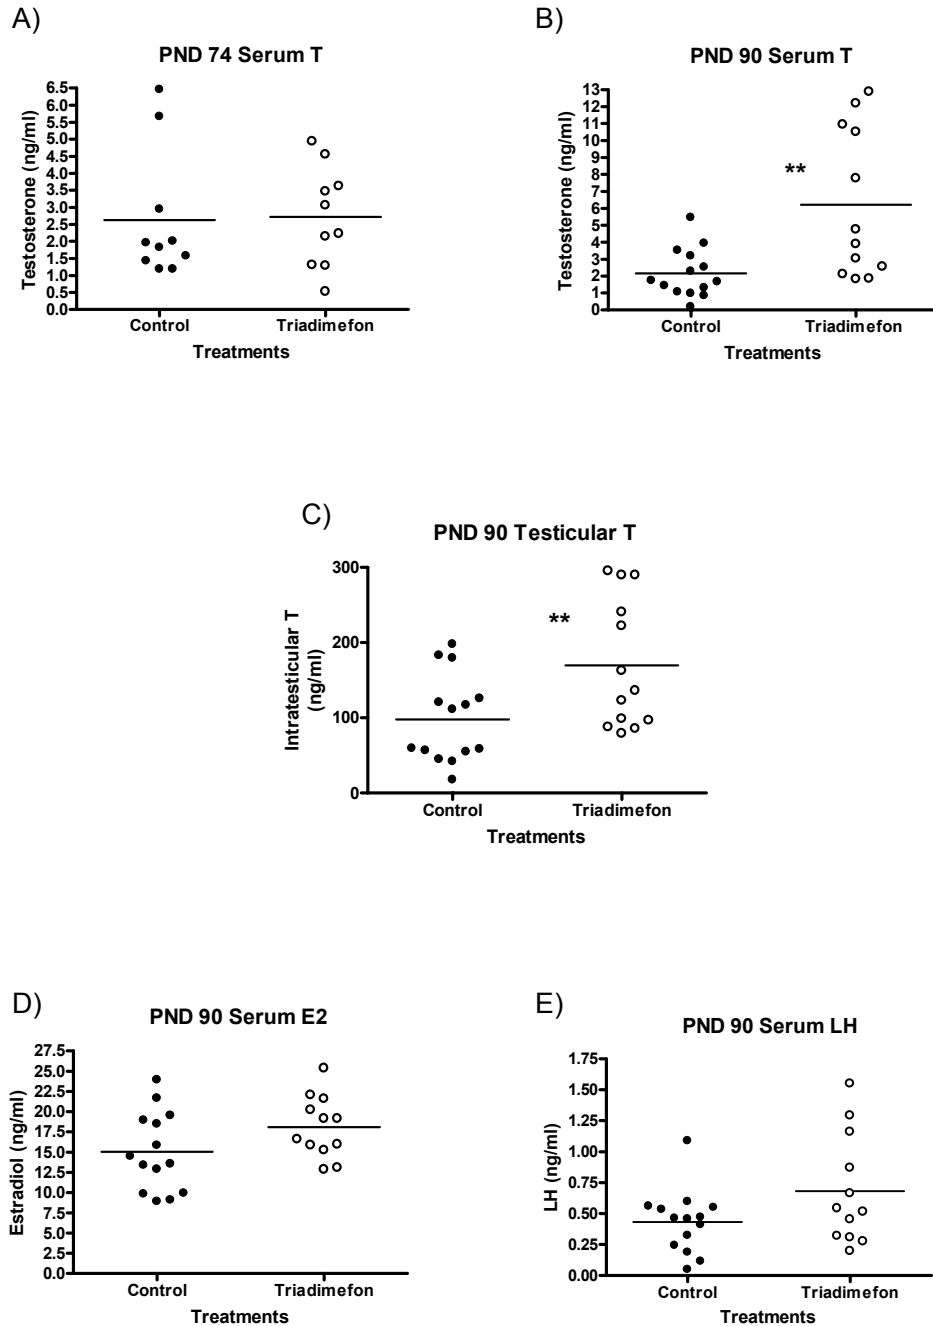 A)
PND 74 Serum T
Testosterone (ng/ml)
6.5
6.0
5.5
5.0
4.5
4.0
3.5
3.0
2.5
2.0
1.5
1.0
0.5
0.0
Control
Triadimefon
Treatments
B)
PND 90 Serum T
Testosterone (ng/ml)
13
12
11
10
9
8
7
6
5
4
3
2
1
0
**
Control
Triadimefon
Treatments
C)
PND 90 Testicular T
Intratesticular T
(ng/ml)
300
200
100
0
**
Control
Triadimefon
Treatments
D)
PND 90 Serum E2
Estradiol (ng/ml)
27.5
25.0
22.5
20.0
17.5
15.0
12.5
10.0
7.5
5.0
2.5
0.0
Control
Triadimefon
Treatments
E)
PND 90 Serum LH
LH (ng/ml)
1.75
1.50
1.25
1.00
0.75
0.50
0.25
0.00
Control
Triadimefon
Treatments